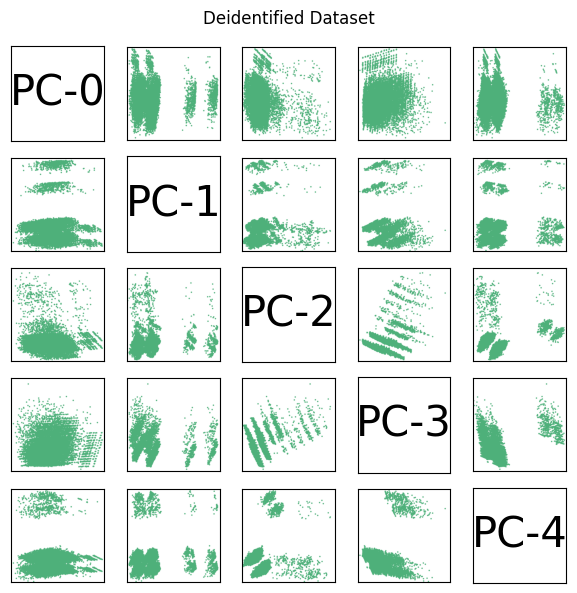 Deidentified Dataset
PC-0
PC-1
PC-2
PC-3
PC-4